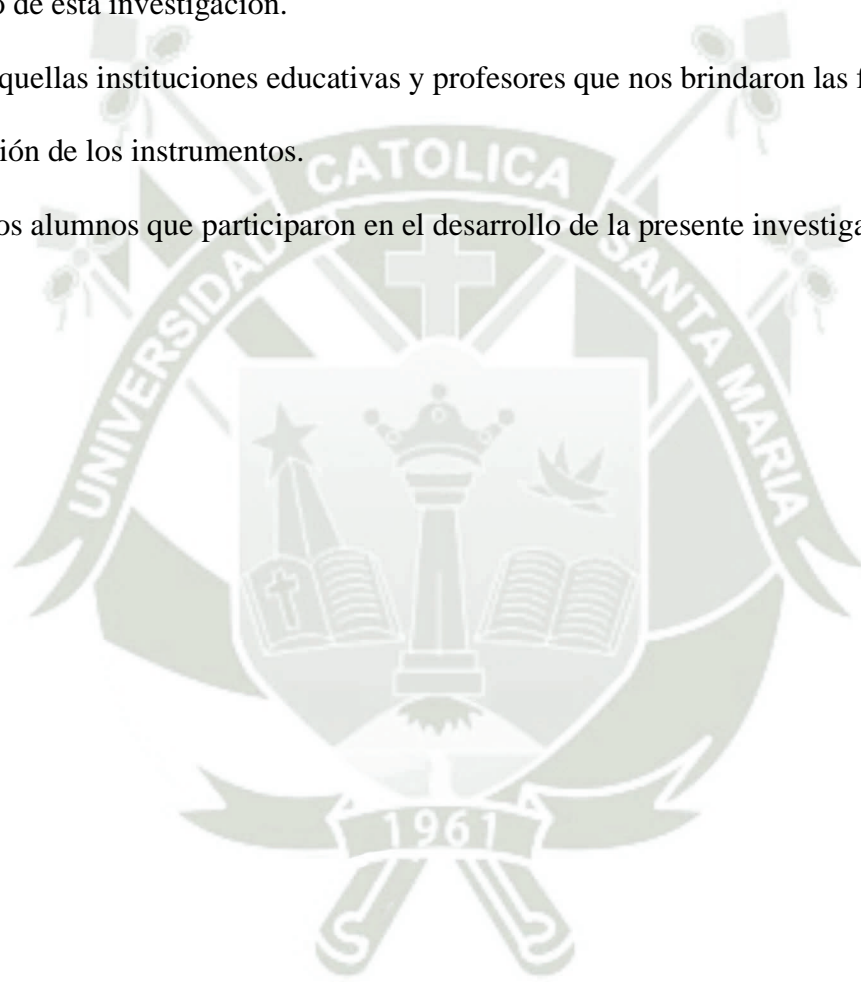 o de esta investigación.
quellas instituciones educativas y profesores que nos brindaron las f
ión de los instrumentos.
os alumnos que participaron en el desarrollo de la presente investiga
UNIVERSIDAD CATOLICA SANTA MARIA
1961